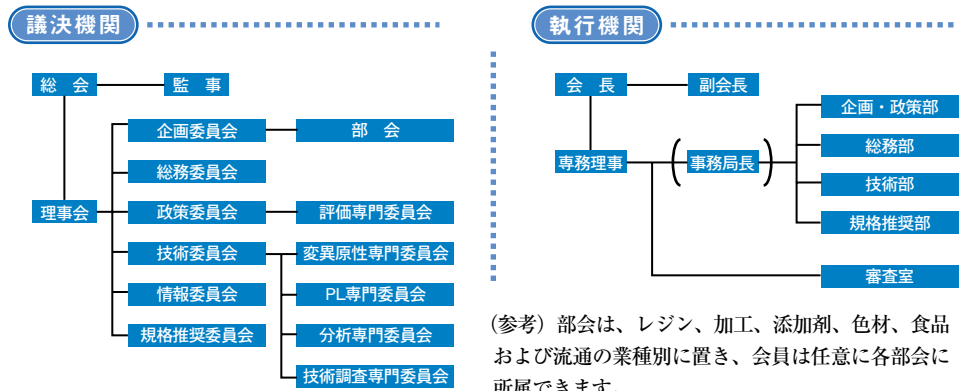 議決機関
総　会
監　事
企画委員会
部　会
総務委員会
理事会
政策委員会
評価専門委員会
技術委員会
変異原性専門委員会
情報委員会
PL専門委員会
規格推奨委員会
分析専門委員会
技術調査専門委員会
執行機関
会　長
副会長
専務理事
（事務局長）
企画・政策部
総務部
技術部
規格推奨部
審査室
（参考）部会は、レジン、加工、添加剤、色材、食品
および流通の業種別に置き、会員は任意に各部会に
所属できます。